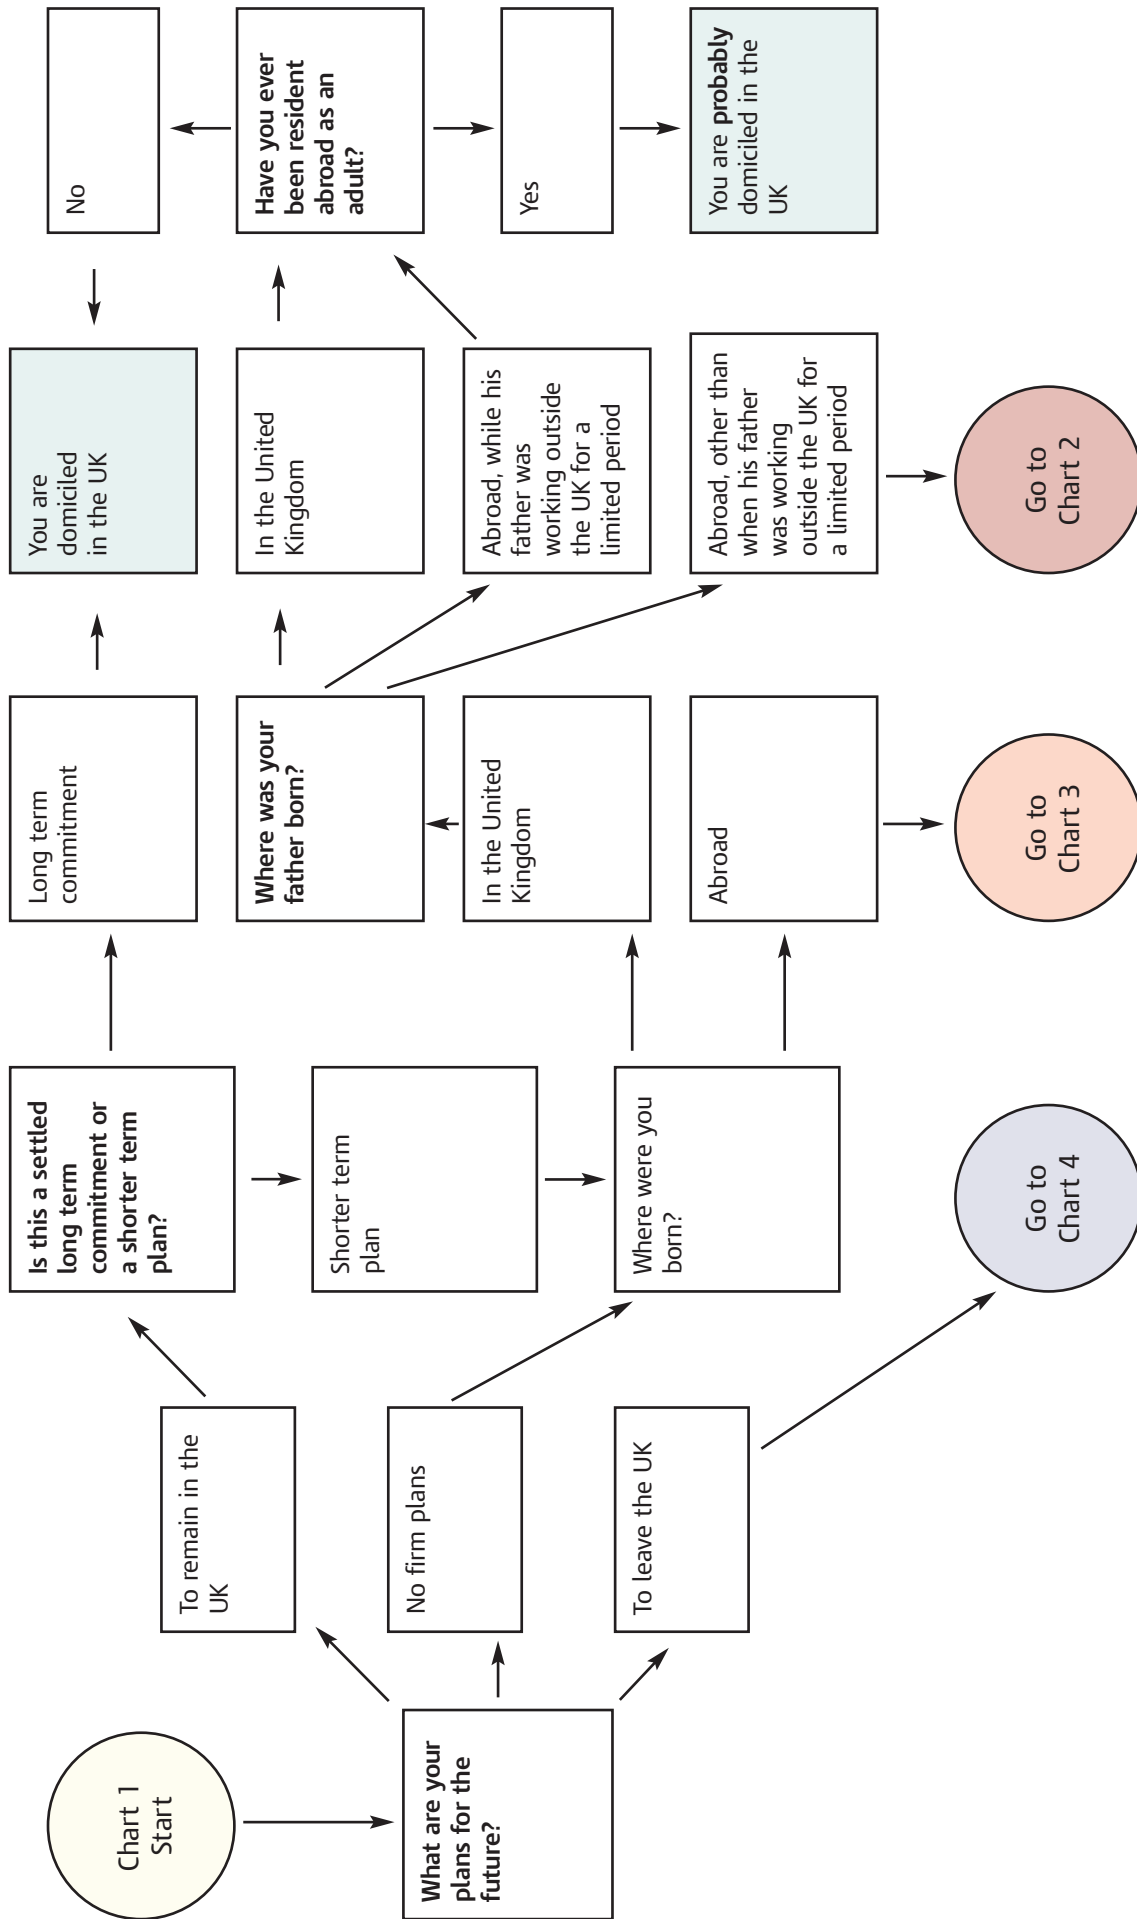 Chart 1
Start
What are your
plans for the
future?
To remain in the
UK
No firm plans
To leave the UK
Is this a settled
long term
commitment or
a shorter term
plan?
Shorter term
plan
Where were you
born?
Go to
Chart 4
Long term
commitment
Where was your
father born?
In the United
Kingdom
Abroad
Go to
Chart 3
You are
domiciled
in the UK
In the United
Kingdom
Abroad, while his
father was
working outside
the UK for a
limited period
Abroad, other than
when his father
was working
outside the UK for
a limited period
Go to
Chart 2
No
Have you ever
been resident
abroad as an
adult?
Yes
You are probably
domiciled in the
UK